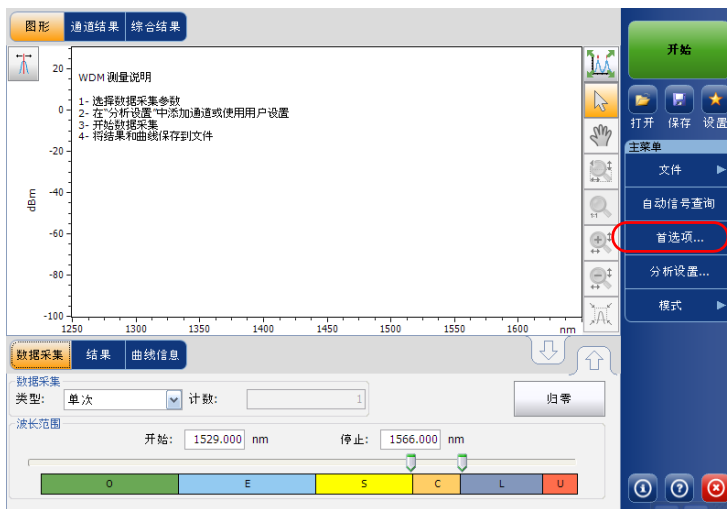 图形 通道结果 综合结果
WDM 测量说明
1- 选择数据采集参数
2- 在"分析设置"中添加通道或使用用户设置
3- 开始数据采集
4- 将结果和曲线保存到文件
20
0
-20
-40
-60
-80
-100
dBm
1250 1300 1350 1400 1450 1500 1550 1600 nm
1:1
数据采集 结果 曲线信息
数据采集
类型: 单次 计数: 1 归零
波长范围
开始: 1529.000 nm 停止: 1566.000 nm
O E S C L U
开始
打开 保存 设置
主菜单
文件
自动信号查询
首选项...
分析设置...
模式